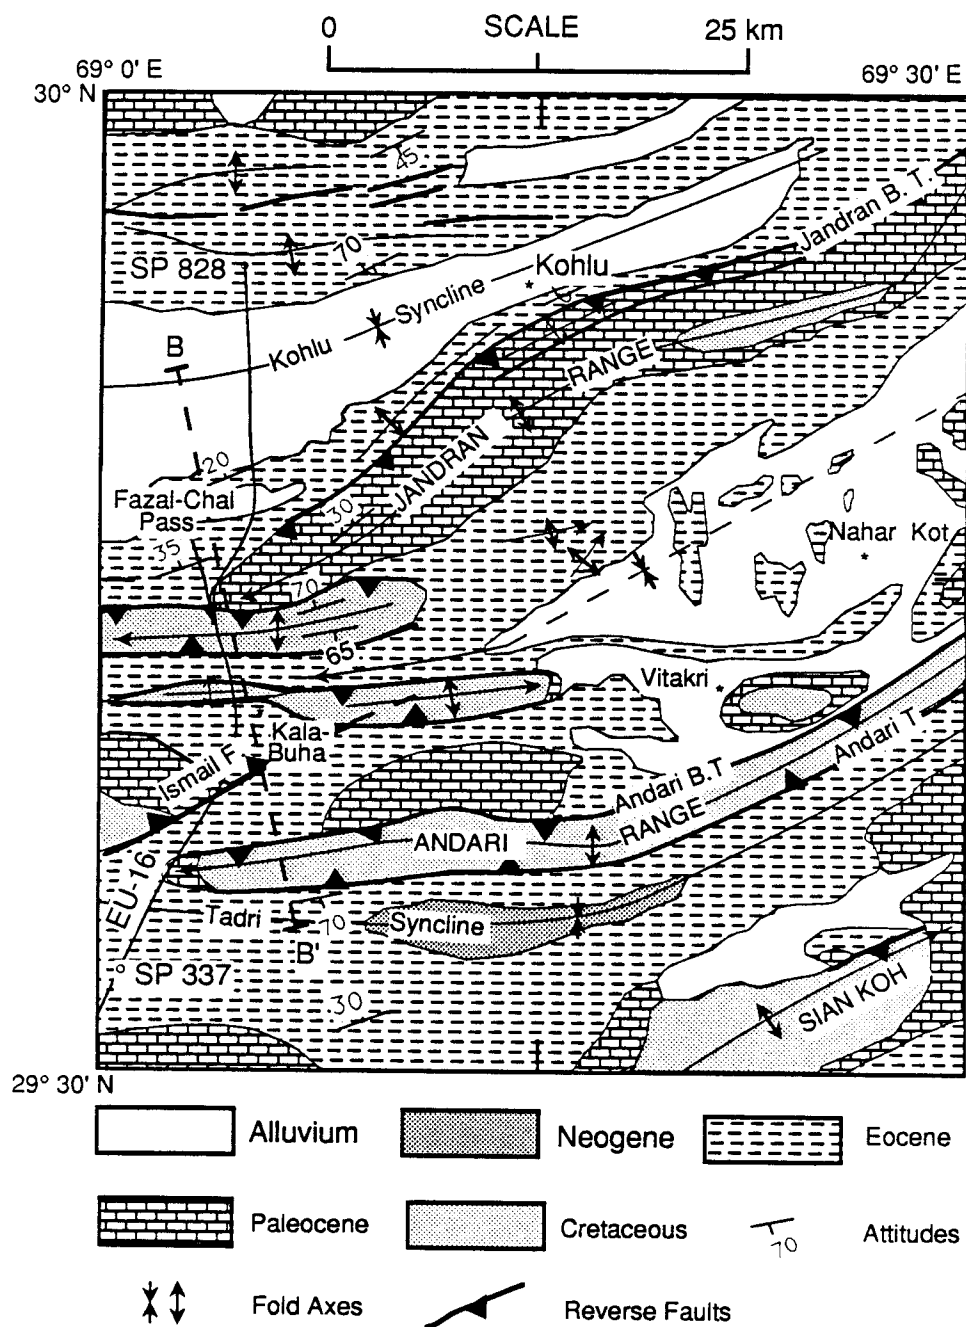 0 SCALE 25 km
69° 0' E
69° 30' E
30° N
45
Jandran B. T.
70
SP 828
Kohlu
Kohlu Syncline
B
RANGE
JANDRAN
20
Fazal-Chal
Pass
30
35
Nahar Kot
70
65
Vitakri
Kala-
Buha
Ismail F
Andari B.T
Andari T
RANGE
ANDARI
EU-16
Tadri
70
Syncline
B'
° SP 337
SIAN KOH
30
29° 30' N
Alluvium
Neogene
Eocene
Paleocene
Cretaceous
70
Attitudes
Fold Axes
Reverse Faults